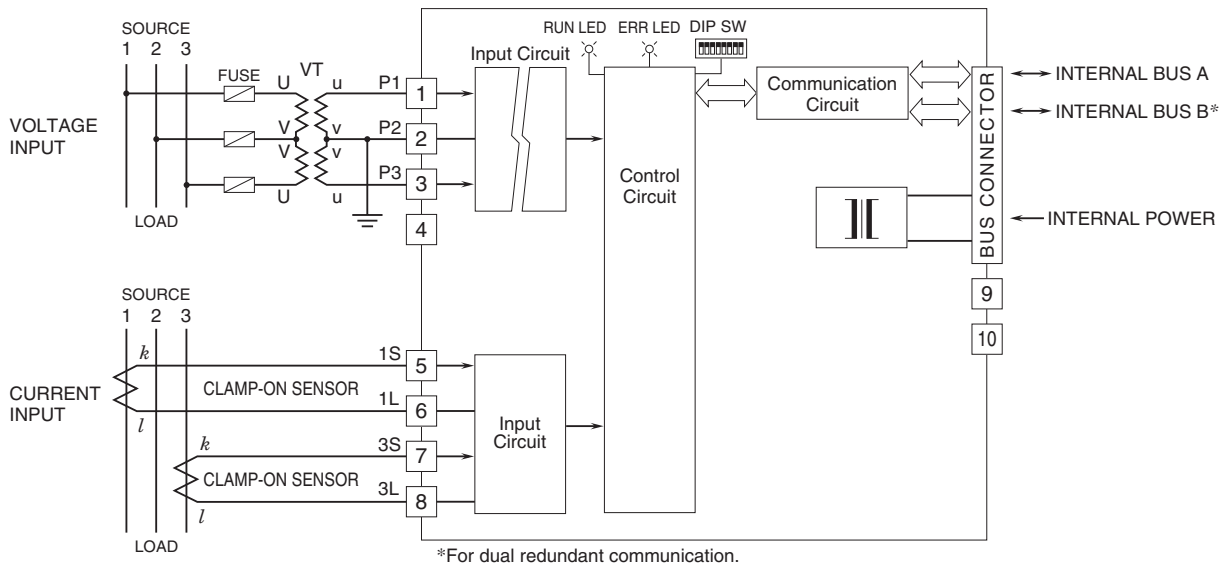 SOURCE
1 2 3
FUSE
VT
U
u
P1
1
V
v
P2
2
V
v
P3
3
U
u
4
VOLTAGE
INPUT
LOAD
RUN LED
ERR LED
DIP SW
Input Circuit
Control
Circuit
Communication
Circuit
BUS CONNECTOR
INTERNAL BUS A
INTERNAL BUS B*
INTERNAL POWER
9
10
SOURCE
1 2 3
CURRENT
INPUT
k
CLAMP-ON SENSOR
l
1S
5
1L
6
k
CLAMP-ON SENSOR
l
3S
7
3L
8
Input
Circuit
LOAD
*For dual redundant communication.